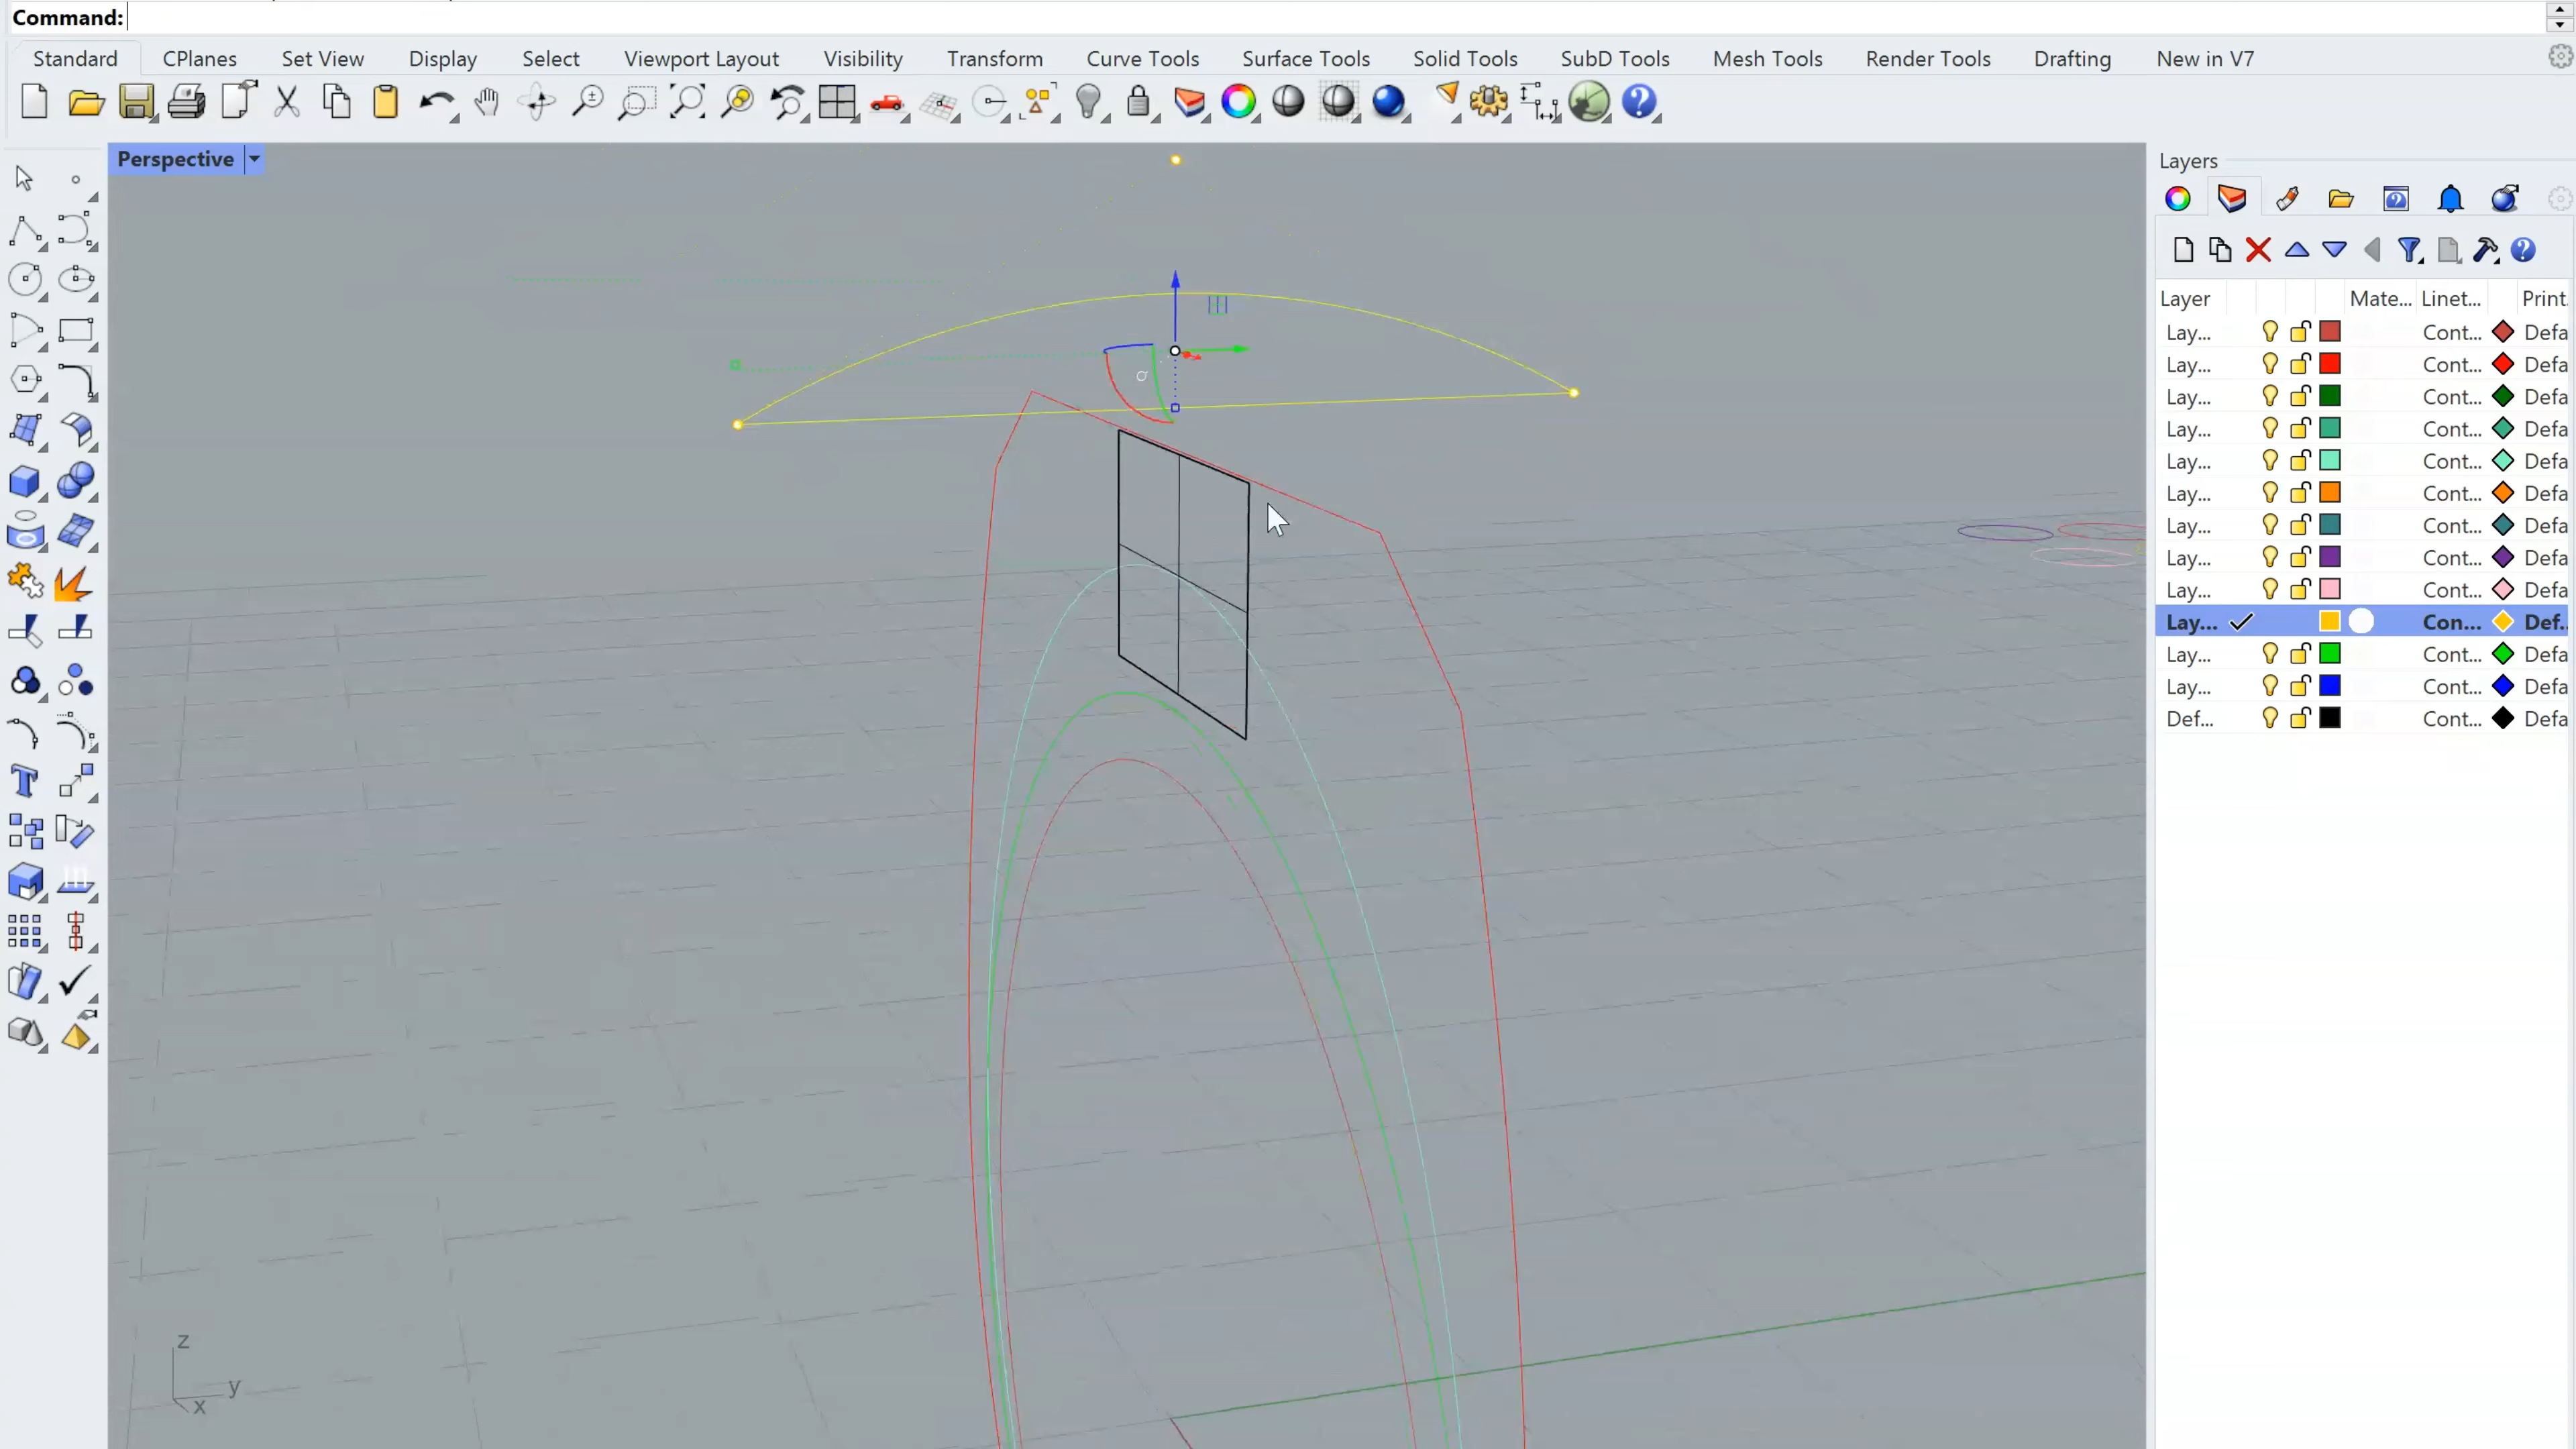 Command:
Standard CPlanes Set View Display Select Viewport Layout Visibility Transform Curve Tools Surface Tools Solid Tools SubD Tools Mesh Tools Render Tools Drafting New in V7
Perspective
Layers
Layer Mate... Linet... Print
Lay... Cont... Defa
Lay... Cont... Defa
Lay... Cont... Defa
Lay... Cont... Defa
Lay... Cont... Defa
Lay... Cont... Defa
Lay... Cont... Defa
Lay... Cont... Defa
Lay... Cont... Defa
Lay... Con... Def..
Lay... Cont... Defa
Lay... Cont... Defa
Def... Cont... Defa
z
y
x